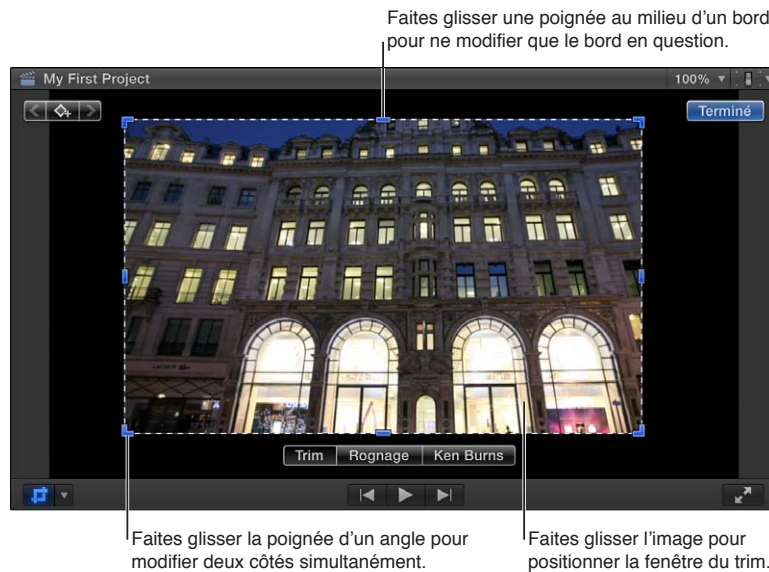 Faites glisser une poignée au milieu d’un bord
pour ne modifier que le bord en question.
My First Project
100%
Terminé
LACOSTE
Trim
Rognage
Ken Burns
Faites glisser la poignée d’un angle pour
modifier deux côtés simultanément.
Faites glisser l’image pour
positionner la fenêtre du trim.